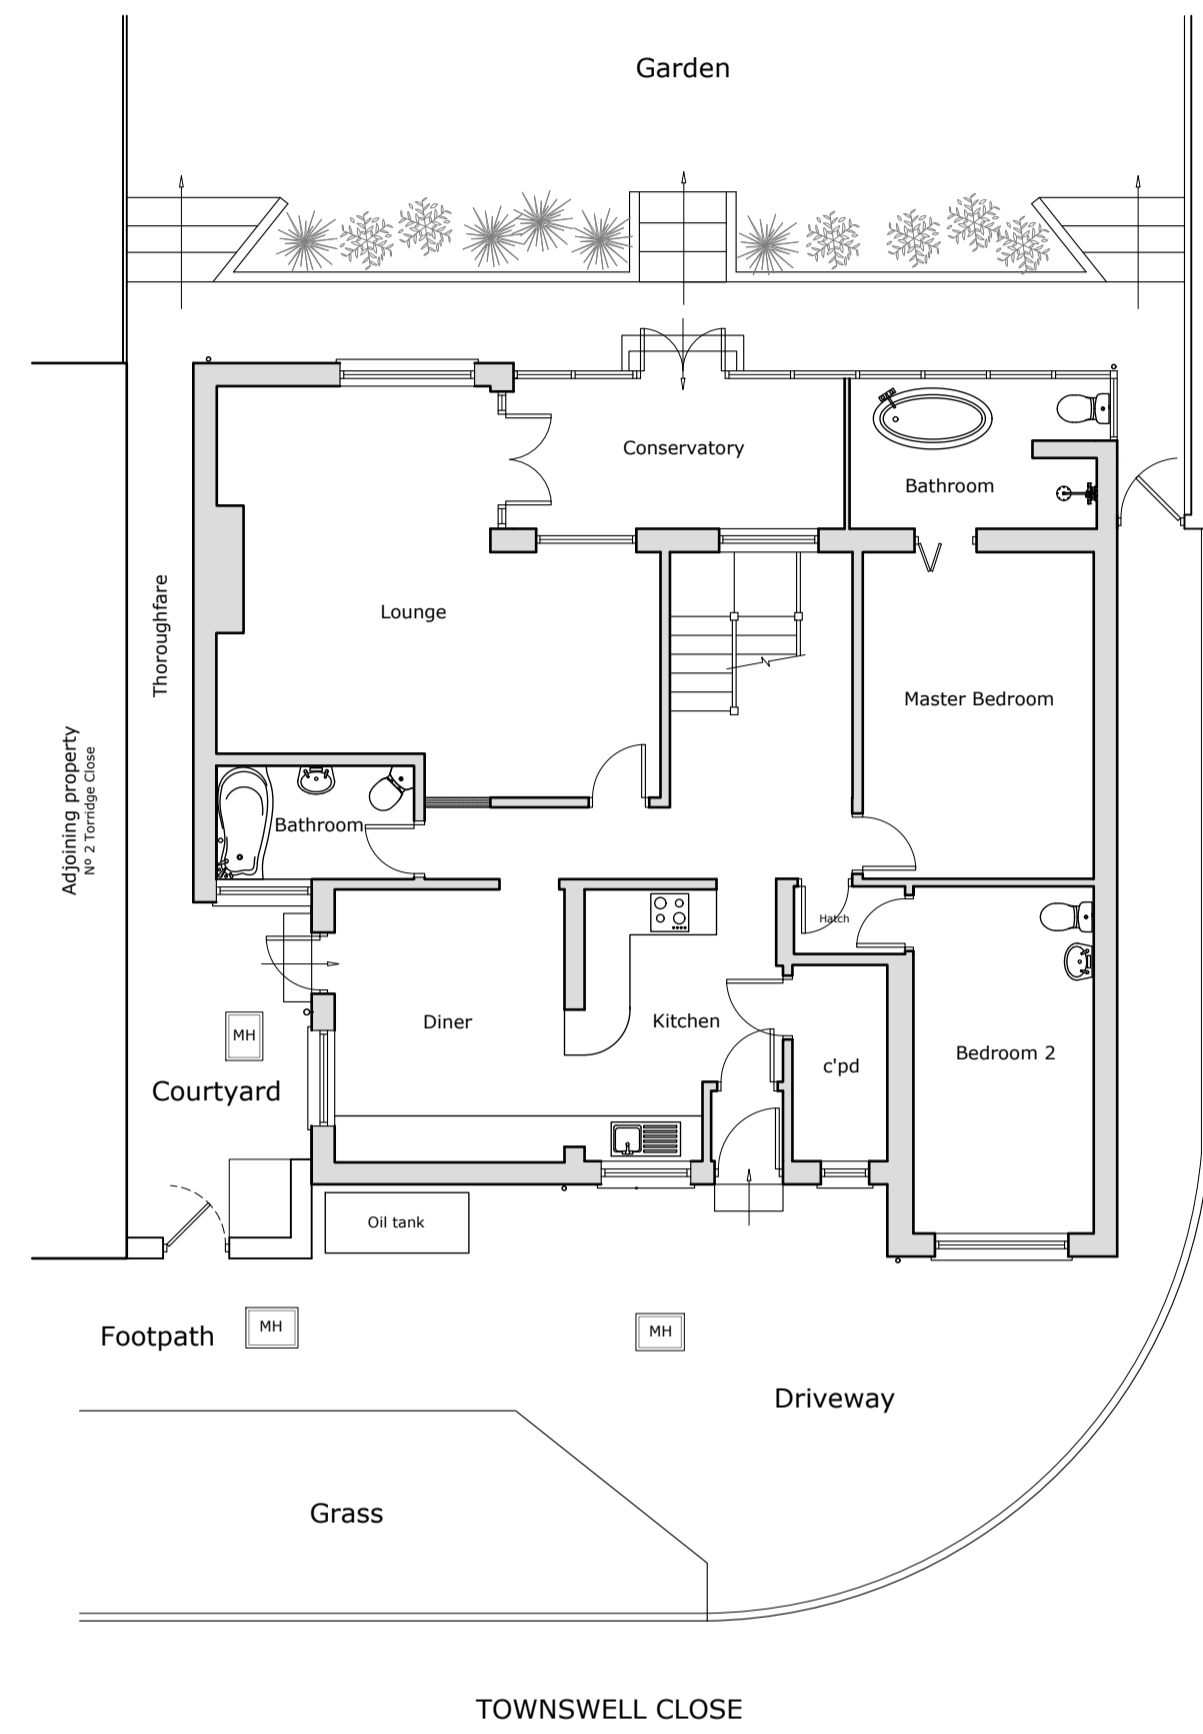 Garden
Conservatory
Bathroom
Thoroughfare
Lounge
Master Bedroom
Adjoining property
Nº 2 Torridge Close
Bathroom
Hatch
Diner
Kitchen
MH
Courtyard
c'pd
Bedroom 2
Oil tank
Footpath
MH
MH
Driveway
Grass
TOWNSWELL CLOSE